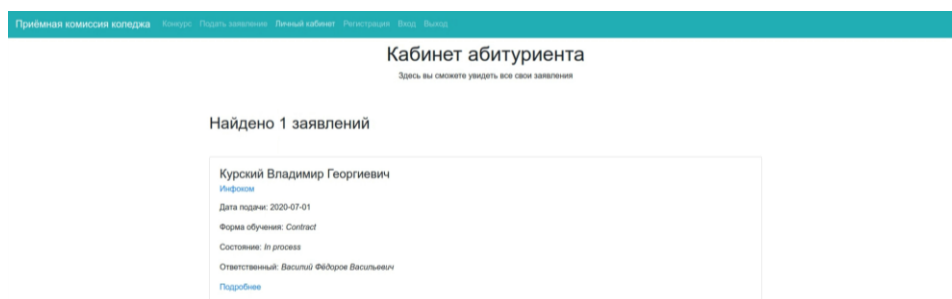 Приёмная комиссия коледжа Конкурс Подать заявление Личный кабинет Регистрация Вход Выход
Кабинет абитуриента
Здесь вы сможете увидеть все свои заявления
Найдено 1 заявлений
Курский Владимир Георгиевич
Инфоком
Дата подачи: 2020-07-01
Форма обучения: Contract
Состояние: In process
Ответственный: Василий Фёдоров Васильевич
Подробнее